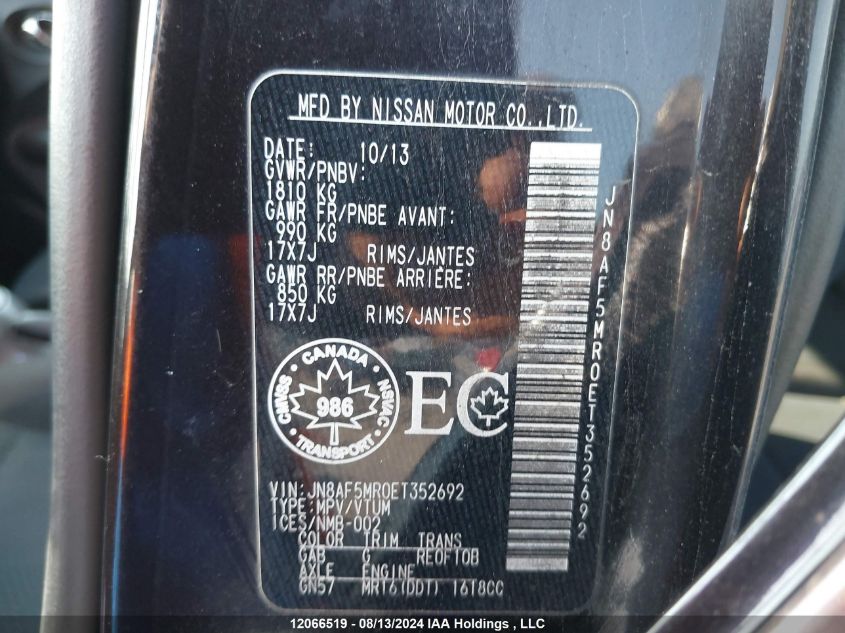 MFD BY NISSAN MOTOR CO.,LTD.
DATE: 10/13
GVWR/PNBV:
1810 KG
GAWR FR/PNBE AVANT:
990 KG
17X7J RIMS/JANTES
GAWR RR/PNBE ARRIÈRE:
850 KG
17X7J RIMS/JANTES
CANADA
CMVSS
NSVAC
986
TRANSPORT
EC
VIN:JN8AF5MR0ET352692
TYPE:MPV/VTUM
ICES/NMB-002
COLOR TRIM TRANS
GAB G RE0F10B
AXLE ENGINE
GN57 MR16(DDT) 1618CC
JN8AF5MR0ET352692
12066519 - 08/13/2024 IAA Holdings , LLC